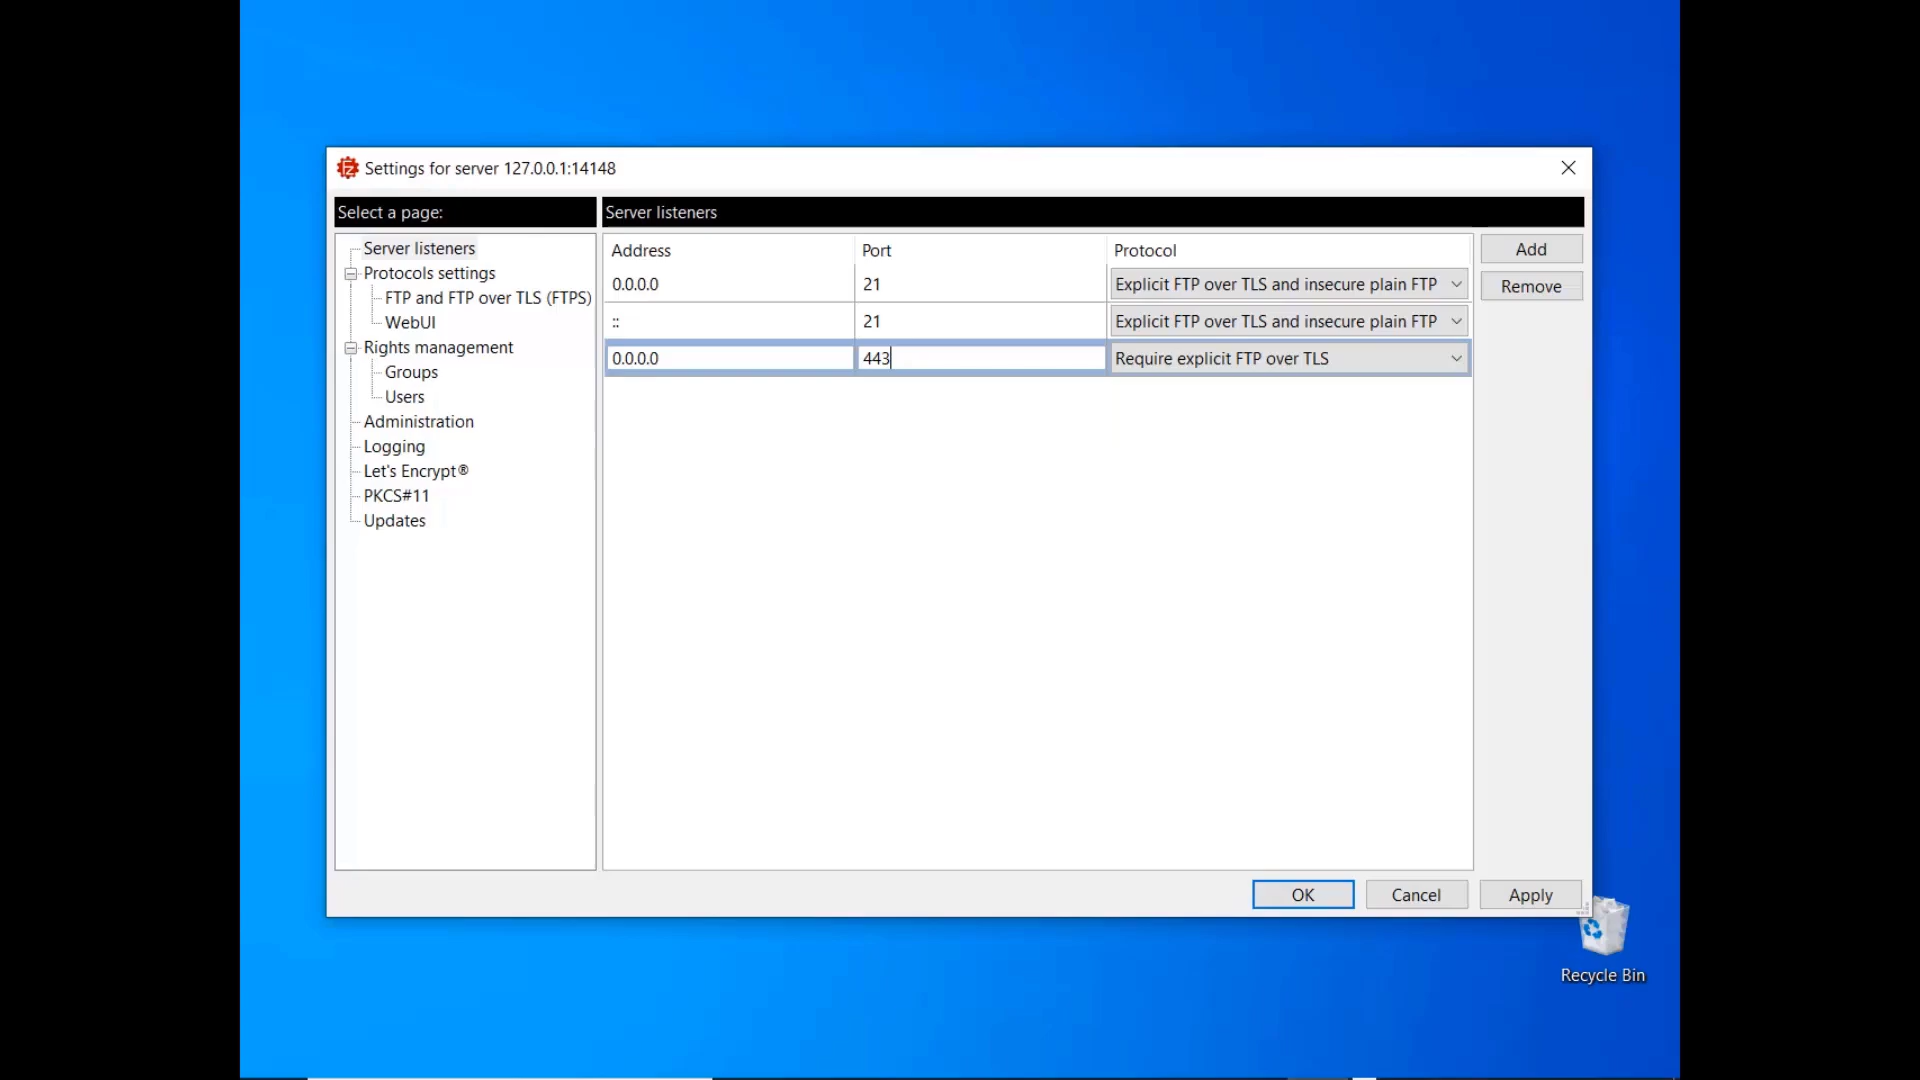 Settings for server 127.0.0.1:14148
Select a page:
Server listeners
Server listeners
Protocols settings
FTP and FTP over TLS (FTPS)
WebUI
Rights management
Groups
Users
Administration
Logging
Let's Encrypt®
PKCS#11
Updates
Address Port Protocol
0.0.0.0 21 Explicit FTP over TLS and insecure plain FTP
:: 21 Explicit FTP over TLS and insecure plain FTP
0.0.0.0 443 Require explicit FTP over TLS
Add
Remove
OK Cancel Apply
Recycle Bin